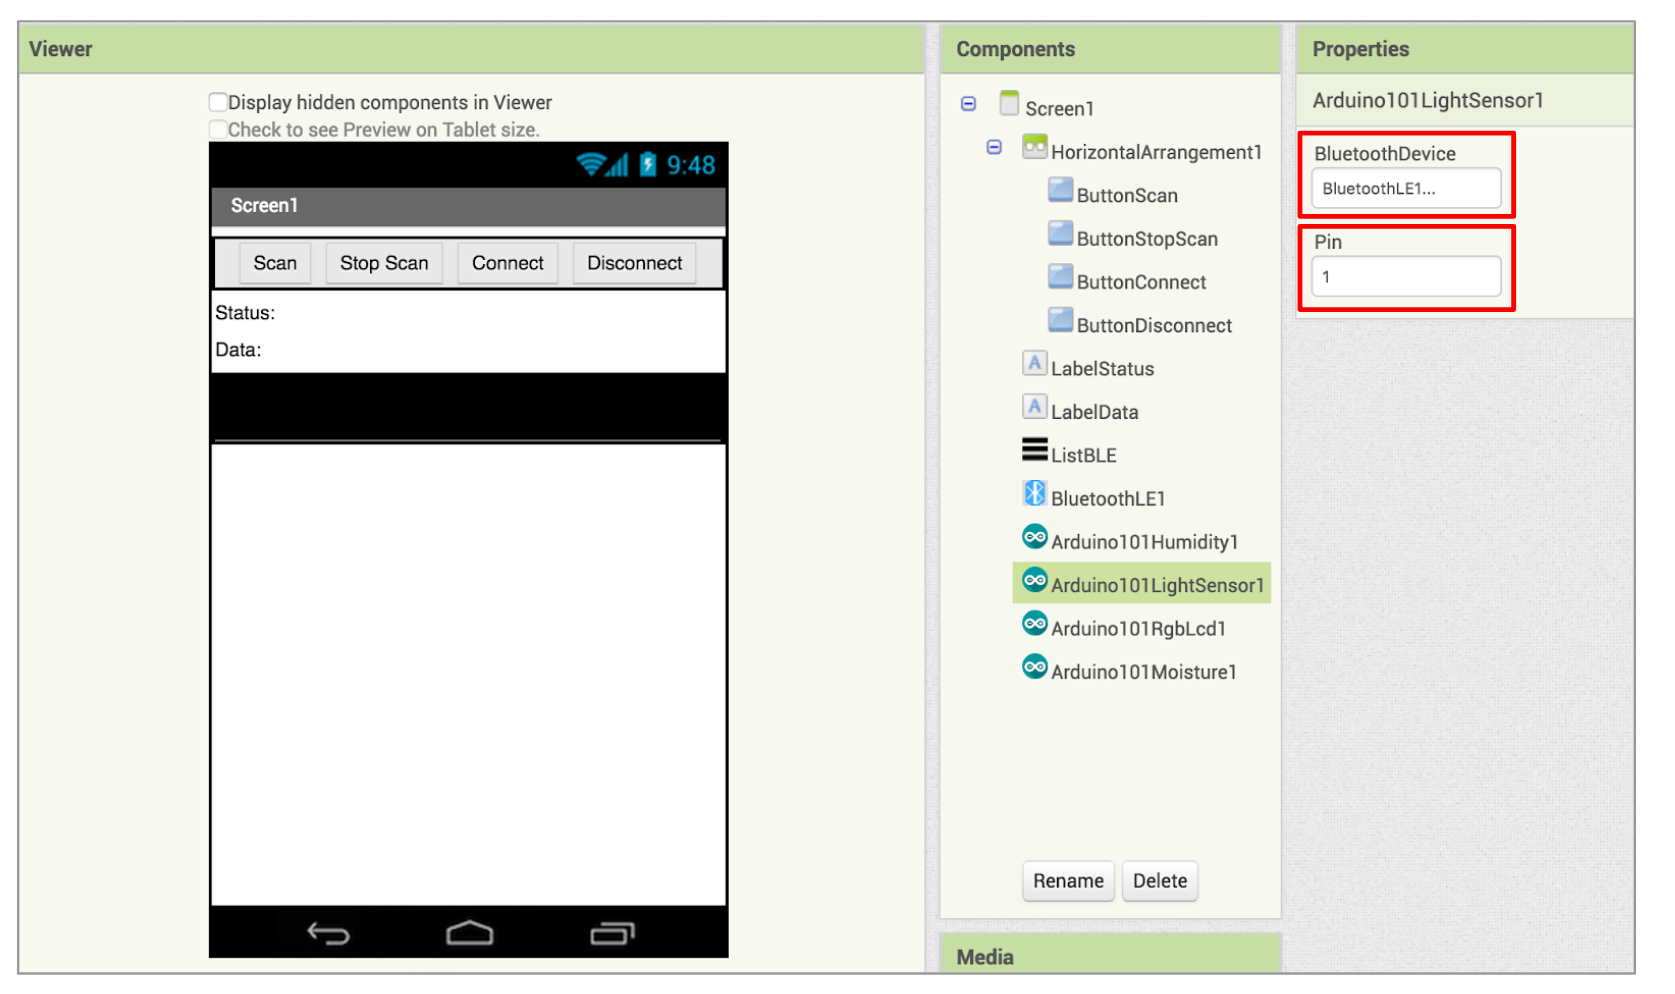 Viewer
Display hidden components in Viewer
Check to see Preview on Tablet size.
9:48
Screen1
Scan
Stop Scan
Connect
Disconnect
Status:
Data:
Components
Screen1
HorizontalArrangement1
ButtonScan
ButtonStopScan
ButtonConnect
ButtonDisconnect
A
LabelStatus
A
LabelData
ListBLE
BluetoothLE1
Arduino101Humidity1
Arduino101LightSensor1
Arduino101RgbLcd1
Arduino101Moisture1
Rename
Delete
Media
Properties
Arduino101LightSensor1
BluetoothDevice
BluetoothLE1...
Pin
1